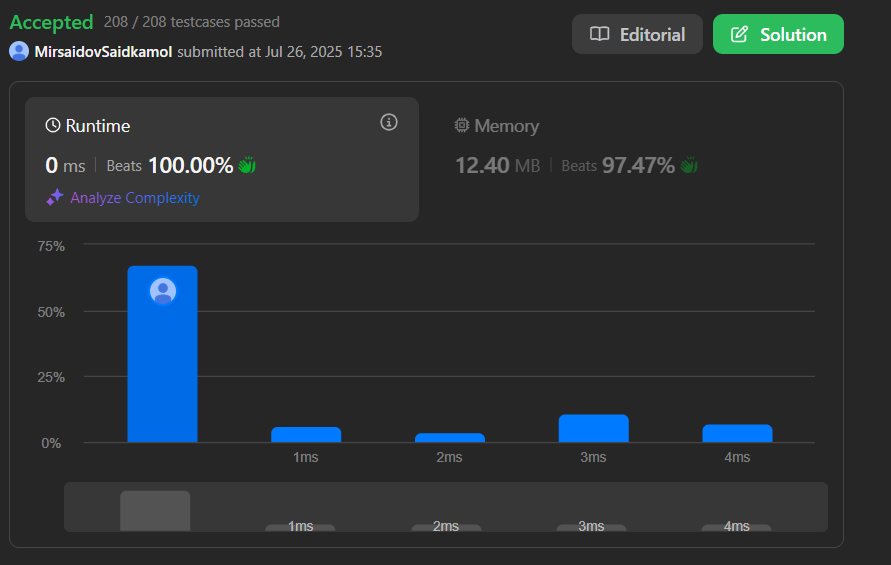 Accepted 208 / 208 testcases passed
MirsaidovSaidkamol submitted at Jul 26, 2025 15:35
Editorial
Solution
Runtime
0 ms Beats 100.00%
Analyze Complexity
Memory
12.40 MB Beats 97.47%
75%
50%
25%
0%
1ms 2ms 3ms 4ms
1ms 2ms 3ms 4ms